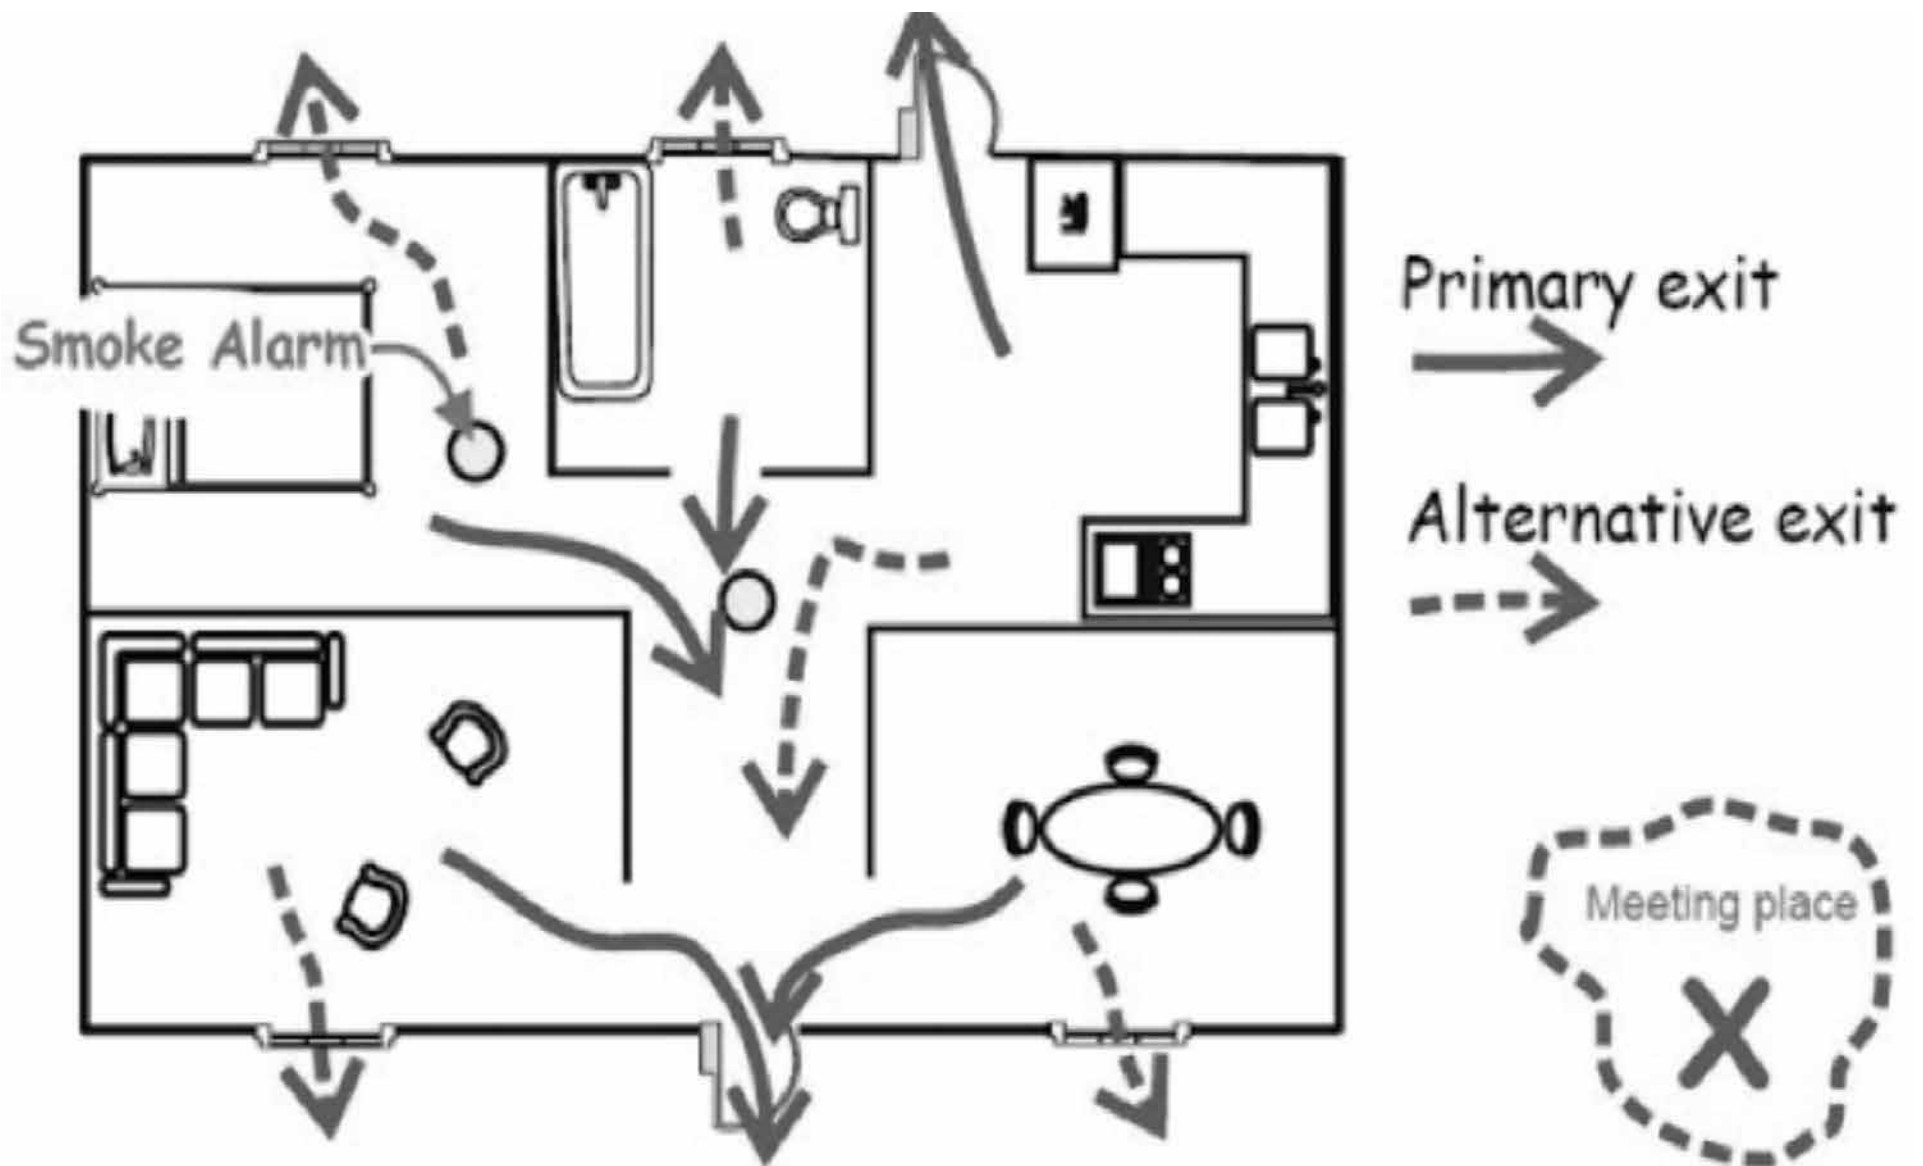 Smoke Alarm
Primary exit
Alternative exit
Meeting place
X